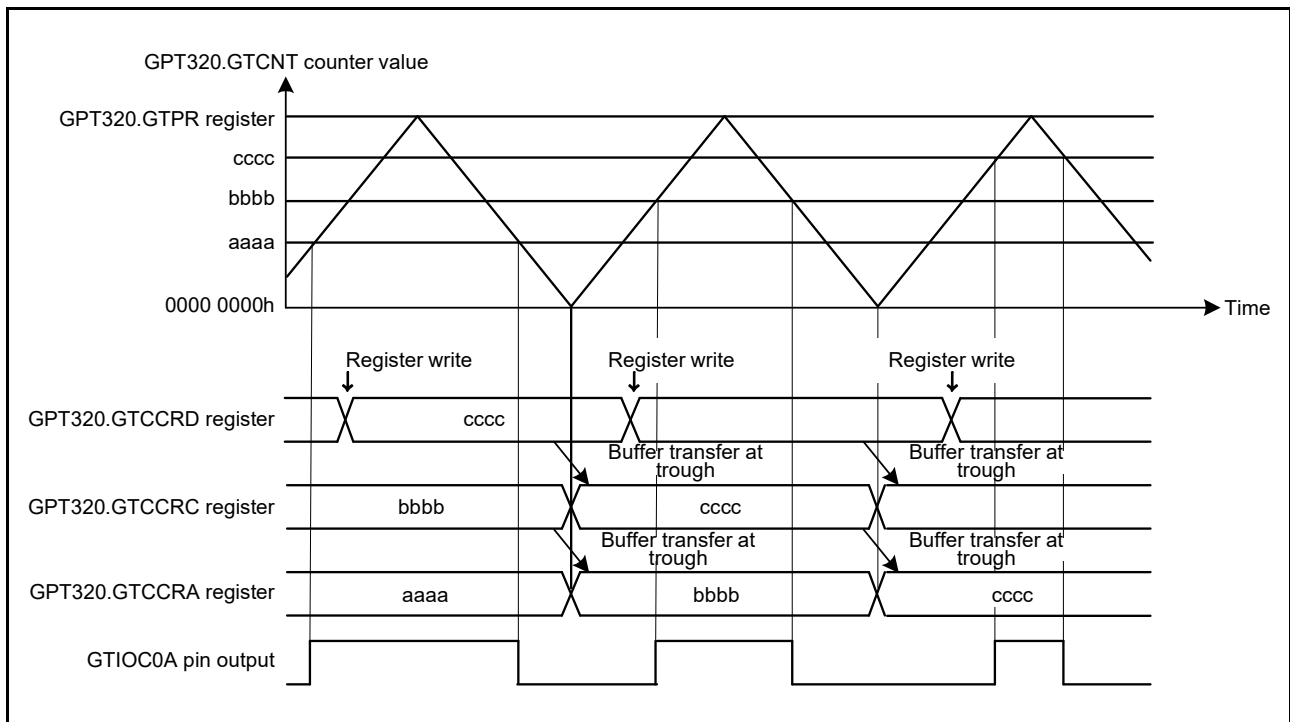 GPT320.GTCNT counter value
GPT320.GTPR register
cccc
bbbb
aaaa
0000 0000h
Time
Register write
Register write
Register write
GPT320.GTCCRD register
cccc
Buffer transfer at
trough
Buffer transfer at
trough
GPT320.GTCCRC register
bbbb
cccc
Buffer transfer at
trough
Buffer transfer at
trough
GPT320.GTCCRA register
aaaa
bbbb
cccc
GTIOC0A pin output